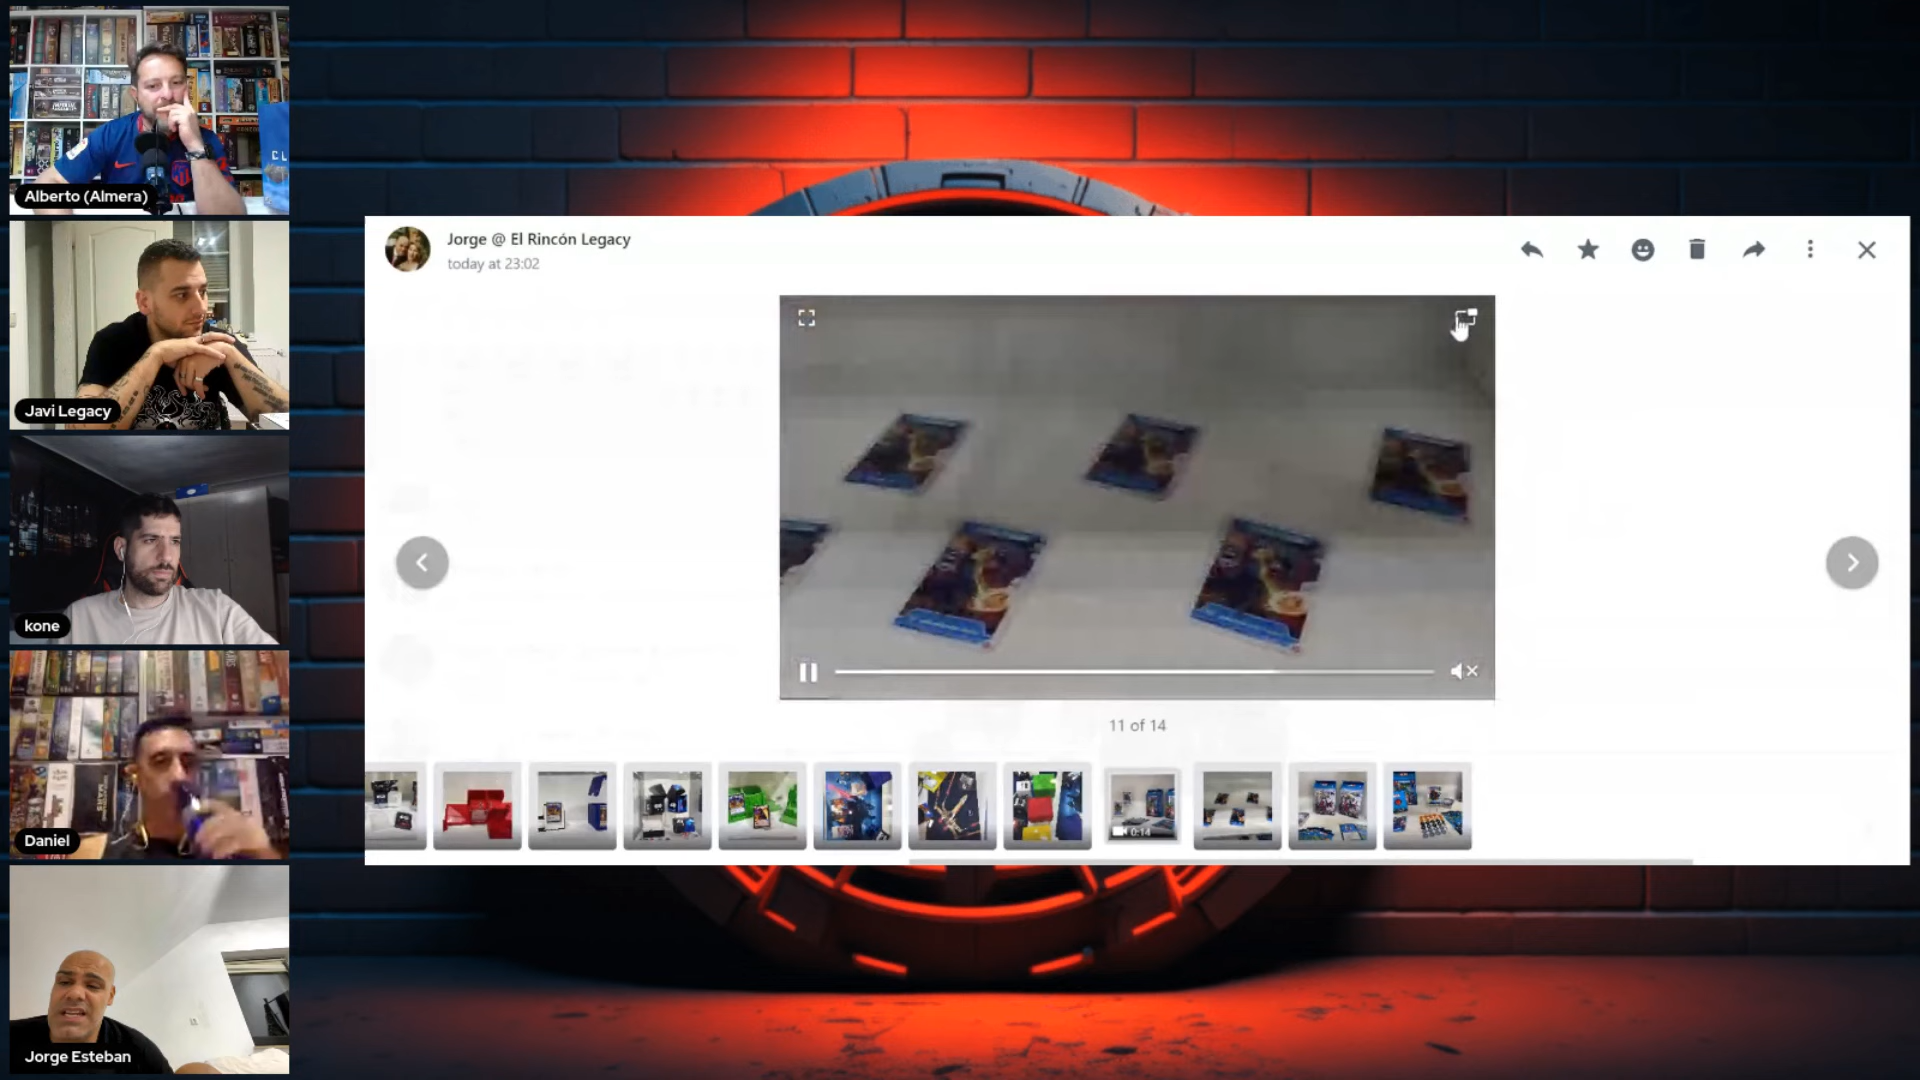 Alberto (Almera)
Javi Legacy
kone
Daniel
Jorge Esteban
Jorge @ El Rincón Legacy
today at 23:02
11 of 14
0:14